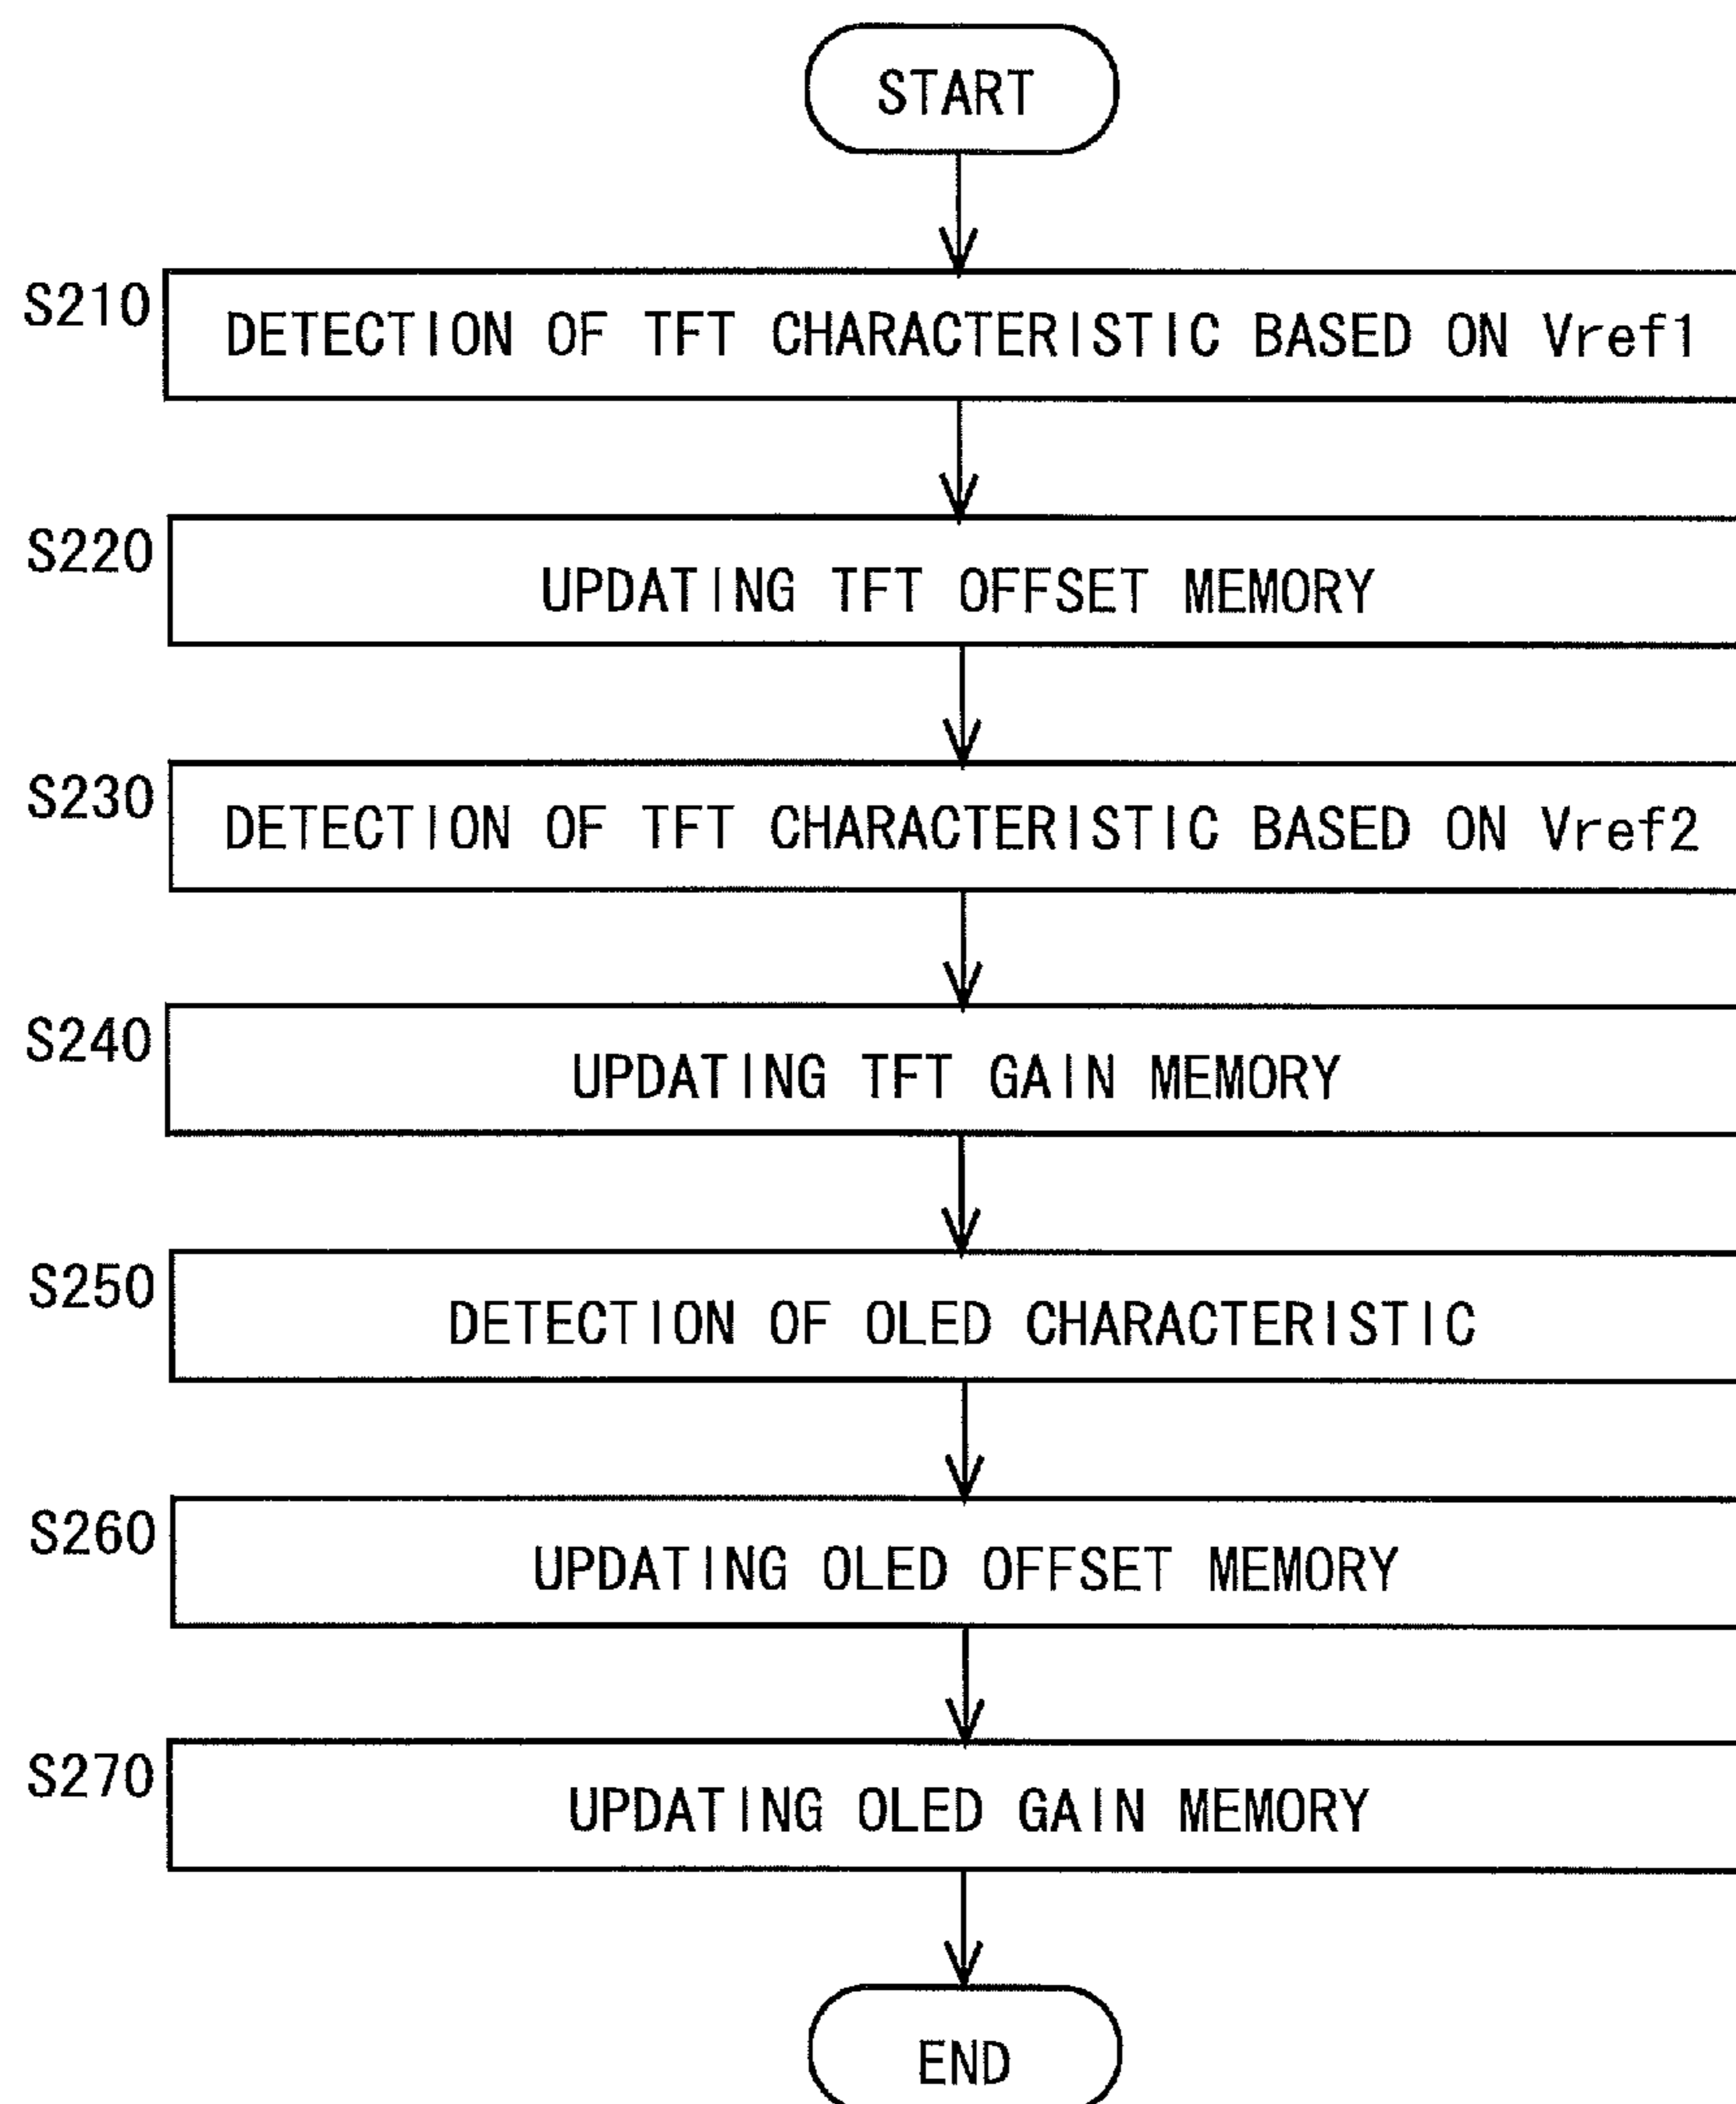 START
S210
DETECTION OF TFT CHARACTERISTIC BASED ON Vref1
S220
UPDATING TFT OFFSET MEMORY
S230
DETECTION OF TFT CHARACTERISTIC BASED ON Vref2
S240
UPDATING TFT GAIN MEMORY
S250
DETECTION OF OLED CHARACTERISTIC
S260
UPDATING OLED OFFSET MEMORY
S270
UPDATING OLED GAIN MEMORY
END